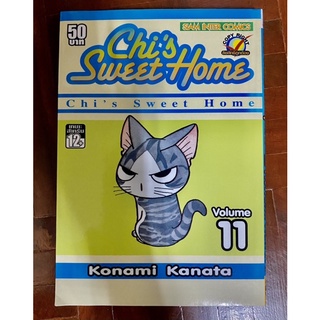 50
บาท
SIAM INTER COMICS
Chi's
Sweet Home
Chi's Sweet Home
Volume
11
Konami Kanata